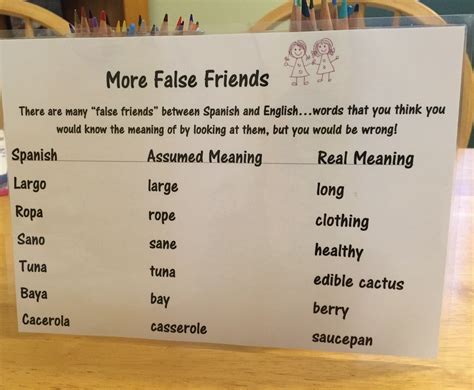 More False Friends
There are many “false friends” between Spanish and English...words that you think you
would know the meaning of by looking at them, but you would be wrong!
Spanish Assumed Meaning Real Meaning
Largo large long
Ropa rope clothing
Sano sane healthy
Tuna tuna edible cactus
Baya bay berry
Cacerola casserole saucepan